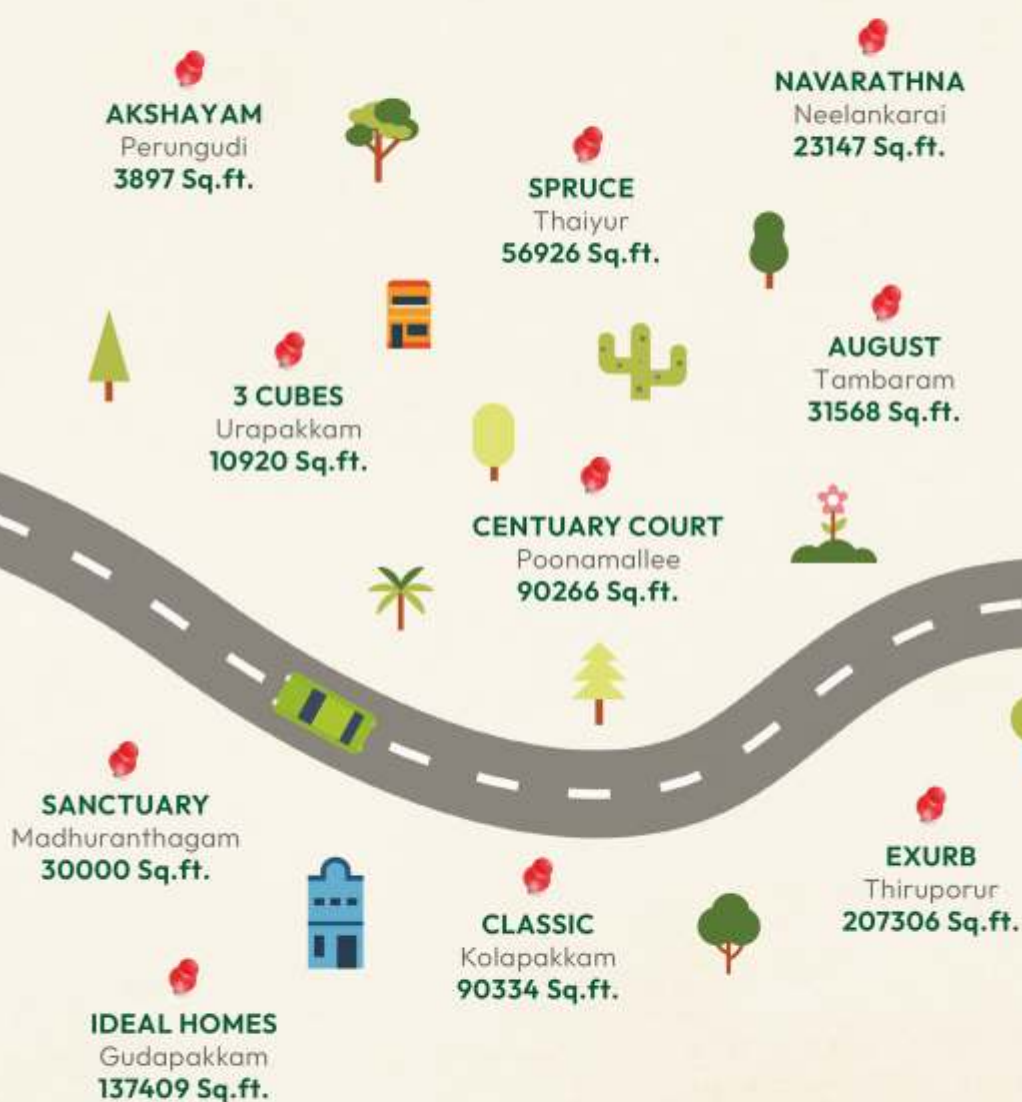 AKSHAYAM
Perungudi
3897 Sq.ft.
NAVARATHNA
Neelankarai
23147 Sq.ft.
SPRUCE
Thaiyur
56926 Sq.ft.
3 CUBES
Urapakkam
10920 Sq.ft.
AUGUST
Tambaram
31568 Sq.ft.
CENTUARY COURT
Poonamallee
90266 Sq.ft.
SANCTUARY
Madhuranthagam
30000 Sq.ft.
EXURB
Thiruporur
207306 Sq.ft.
CLASSIC
Kolapakkam
90334 Sq.ft.
IDEAL HOMES
Gudapakkam
137409 Sq.ft.